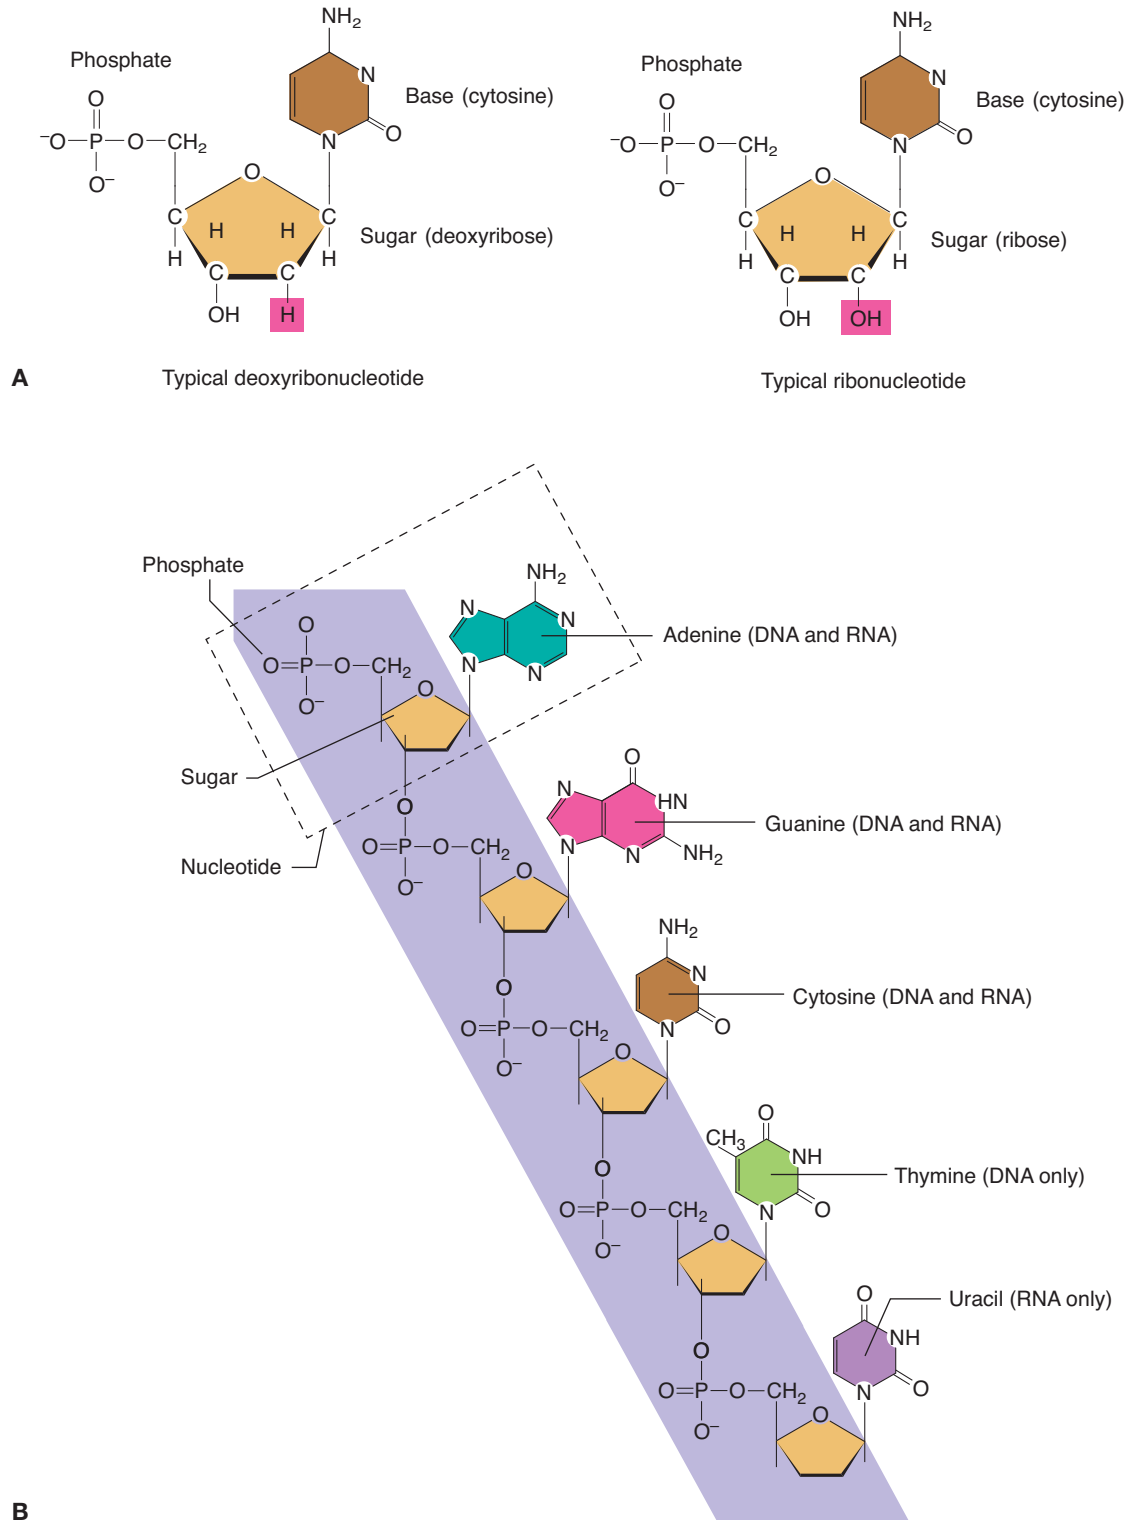 NH2
Phosphate
N
O
Base (cytosine)
–O–P–O–CH2
O
O–
N
O
C
H
H
C
Sugar (deoxyribose)
H
H
C
C
OH
H
Typical deoxyribonucleotide
NH2
Phosphate
N
O
Base (cytosine)
–O–P–O–CH2
O
O–
N
O
C
H
H
C
Sugar (ribose)
H
H
C
C
OH
OH
Typical ribonucleotide
A
Phosphate
NH2
O
N
N
Adenine (DNA and RNA)
O=P–O–CH2
N
N
O–
O
Sugar
O
O
N
HN
Guanine (DNA and RNA)
O=P–O–CH2
N
N
NH2
Nucleotide
O–
O
NH2
N
O
Cytosine (DNA and RNA)
O=P–O–CH2
N
O
O–
O
O
CH3
NH
O
Thymine (DNA only)
O=P–O–CH2
N
O
O–
O
O
Uracil (RNA only)
NH
O
O=P–O–CH2
N
O
O–
O
B